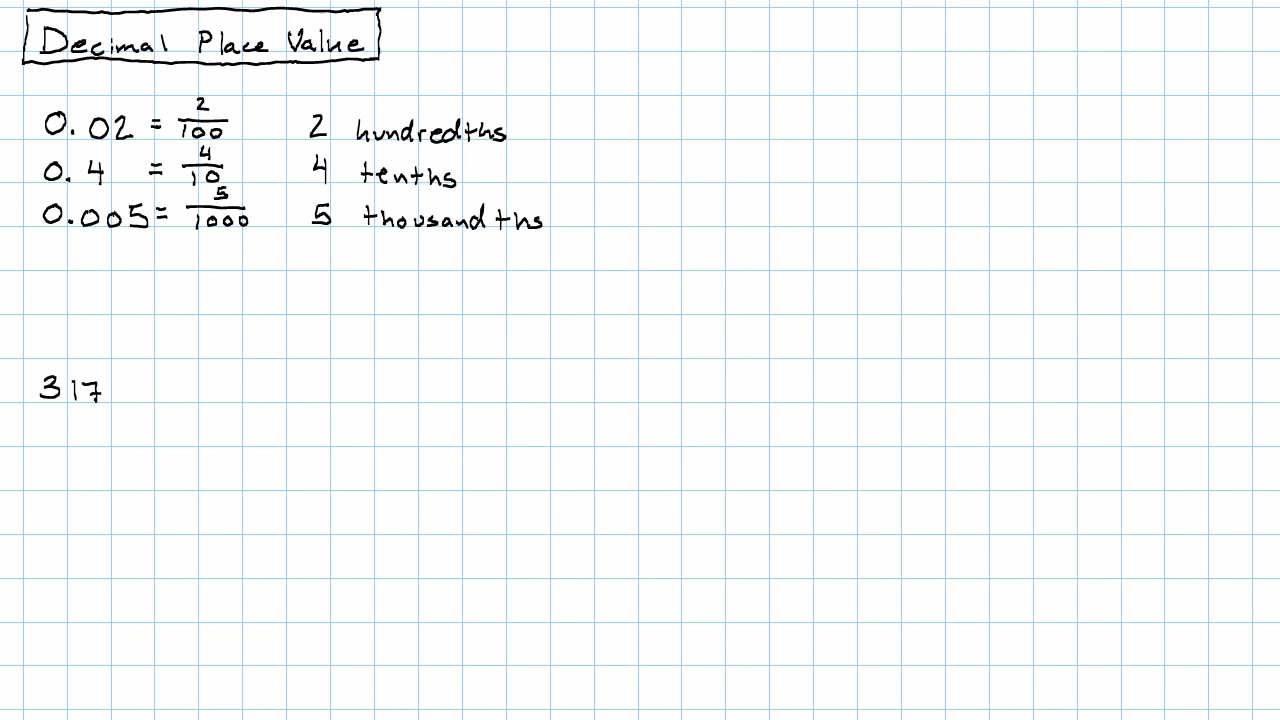 Decimal Place Value
0.02 = 2/100 2 hundredths
0.4 = 4/10 4 tenths
0.005 = 5/1000 5 thousandths
317